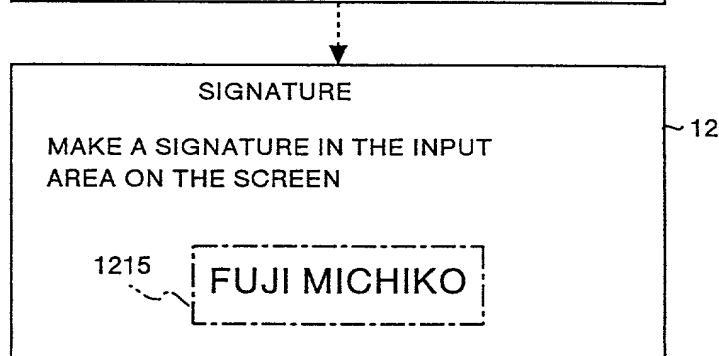 SIGNATURE
12
MAKE A SIGNATURE IN THE INPUT
AREA ON THE SCREEN
1215
FUJI MICHIKO